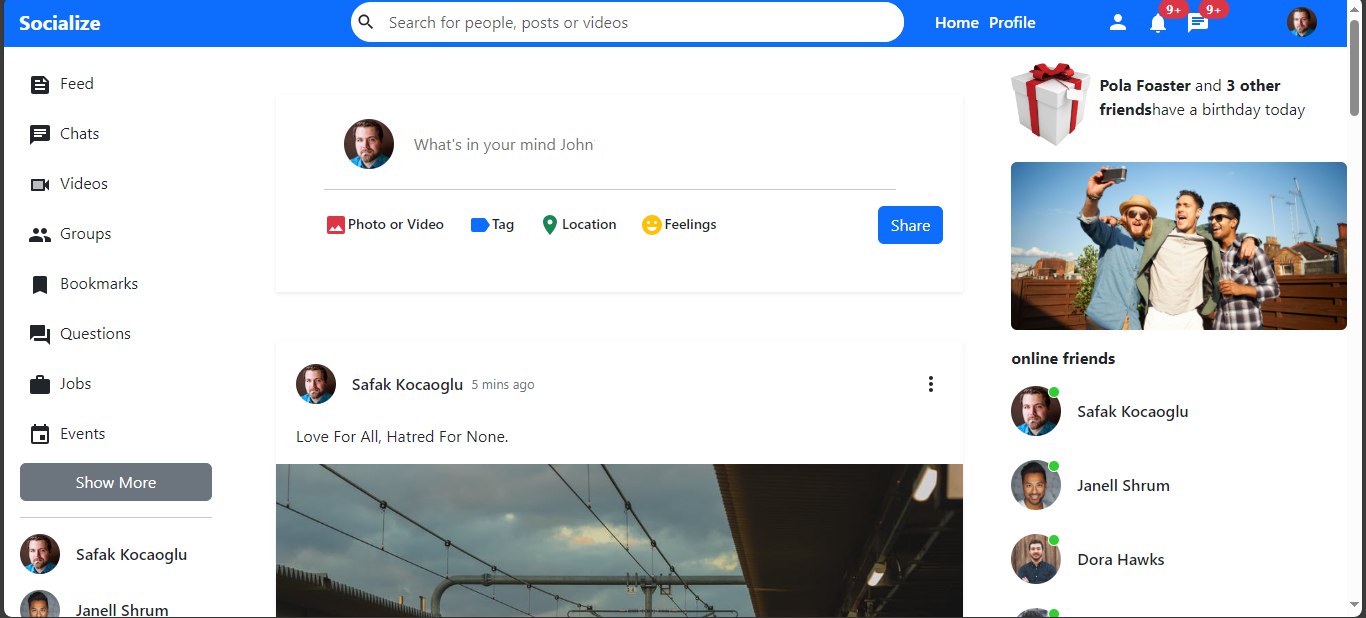 Socialize
Search for people, posts or videos
Home Profile
9+
9+
Feed
Chats
Videos
Groups
Bookmarks
Questions
Jobs
Events
Show More
Safak Kocaoglu
Janell Shrum
What's in your mind John
Photo or Video Tag Location Feelings
Share
Safak Kocaoglu 5 mins ago
Love For All, Hatred For None.
Pola Foaster and 3 other
friendshave a birthday today
online friends
Safak Kocaoglu
Janell Shrum
Dora Hawks